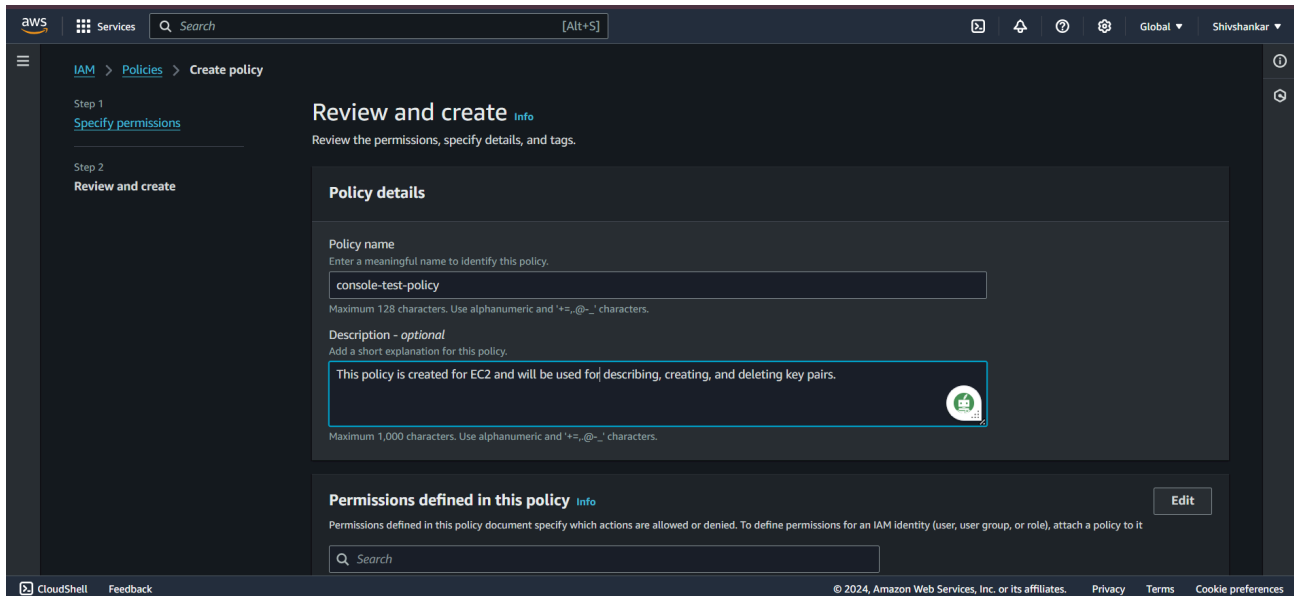 aws Services Search [Alt+S] Global ▼ Shivshankar ▼
IAM > Policies > Create policy
Step 1
Specify permissions
Step 2
Review and create
Review and create Info
Review the permissions, specify details, and tags.
Policy details
Policy name
Enter a meaningful name to identify this policy.
console-test-policy
Maximum 128 characters. Use alphanumeric and '+=,.@-_' characters.
Description - optional
Add a short explanation for this policy.
This policy is created for EC2 and will be used for describing, creating, and deleting key pairs.
Maximum 1,000 characters. Use alphanumeric and '+=,.@-_' characters.
Permissions defined in this policy Info Edit
Permissions defined in this policy document specify which actions are allowed or denied. To define permissions for an IAM identity (user, user group, or role), attach a policy to it
Search
CloudShell Feedback © 2024, Amazon Web Services, Inc. or its affiliates. Privacy Terms Cookie preferences